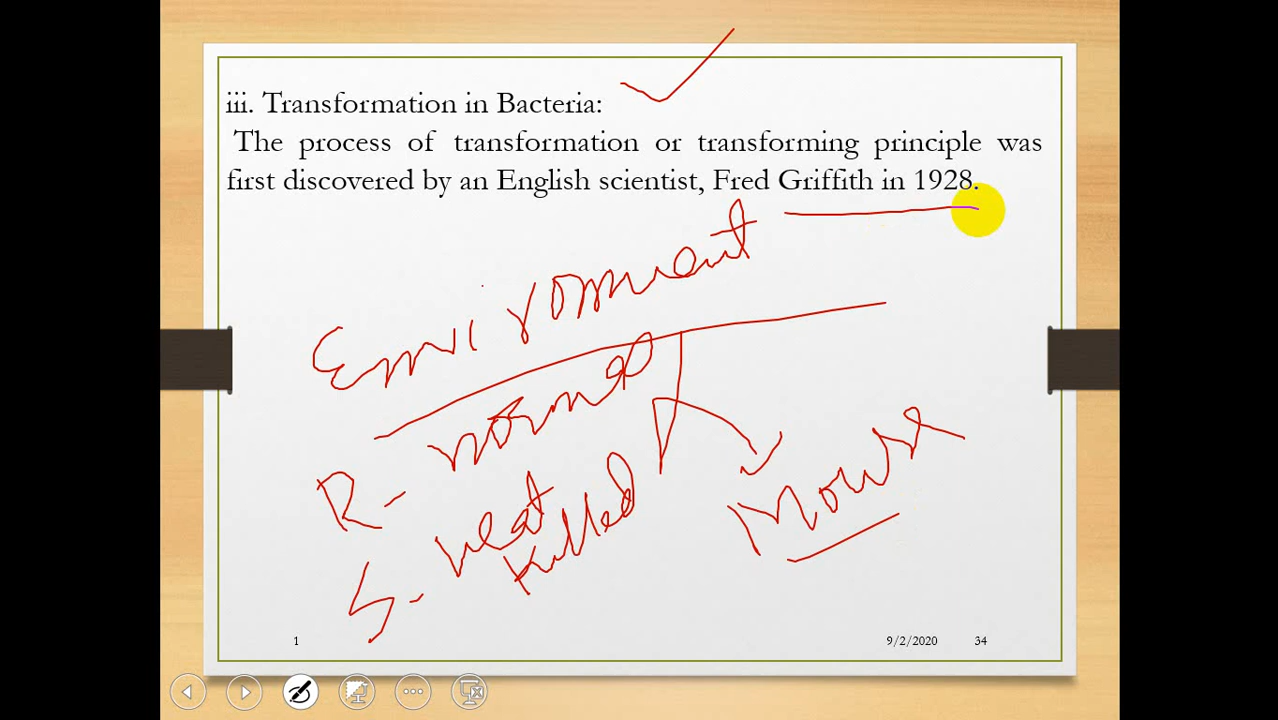 iii. Transformation in Bacteria:
The process of transformation or transforming principle was
first discovered by an English scientist, Fred Griffith in 1928.
Environment
R - normal
S - heat
killed
Mouse
1
9/2/2020
34